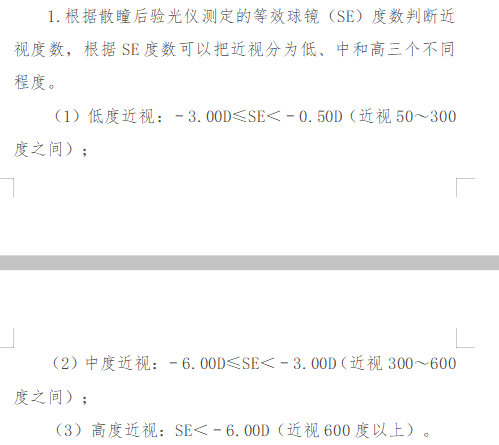 1.根据散瞳后验光仪测定的等效球镜（SE）度数判断近
视度数，根据 SE 度数可以把近视分为低、中和高三个不同
程度。
（1）低度近视：－3.00D≤SE＜－0.50D（近视 50～300
度之间）；
（2）中度近视：－6.00D≤SE＜－3.00D（近视 300～600
度之间）；
（3）高度近视：SE＜－6.00D（近视 600 度以上）。